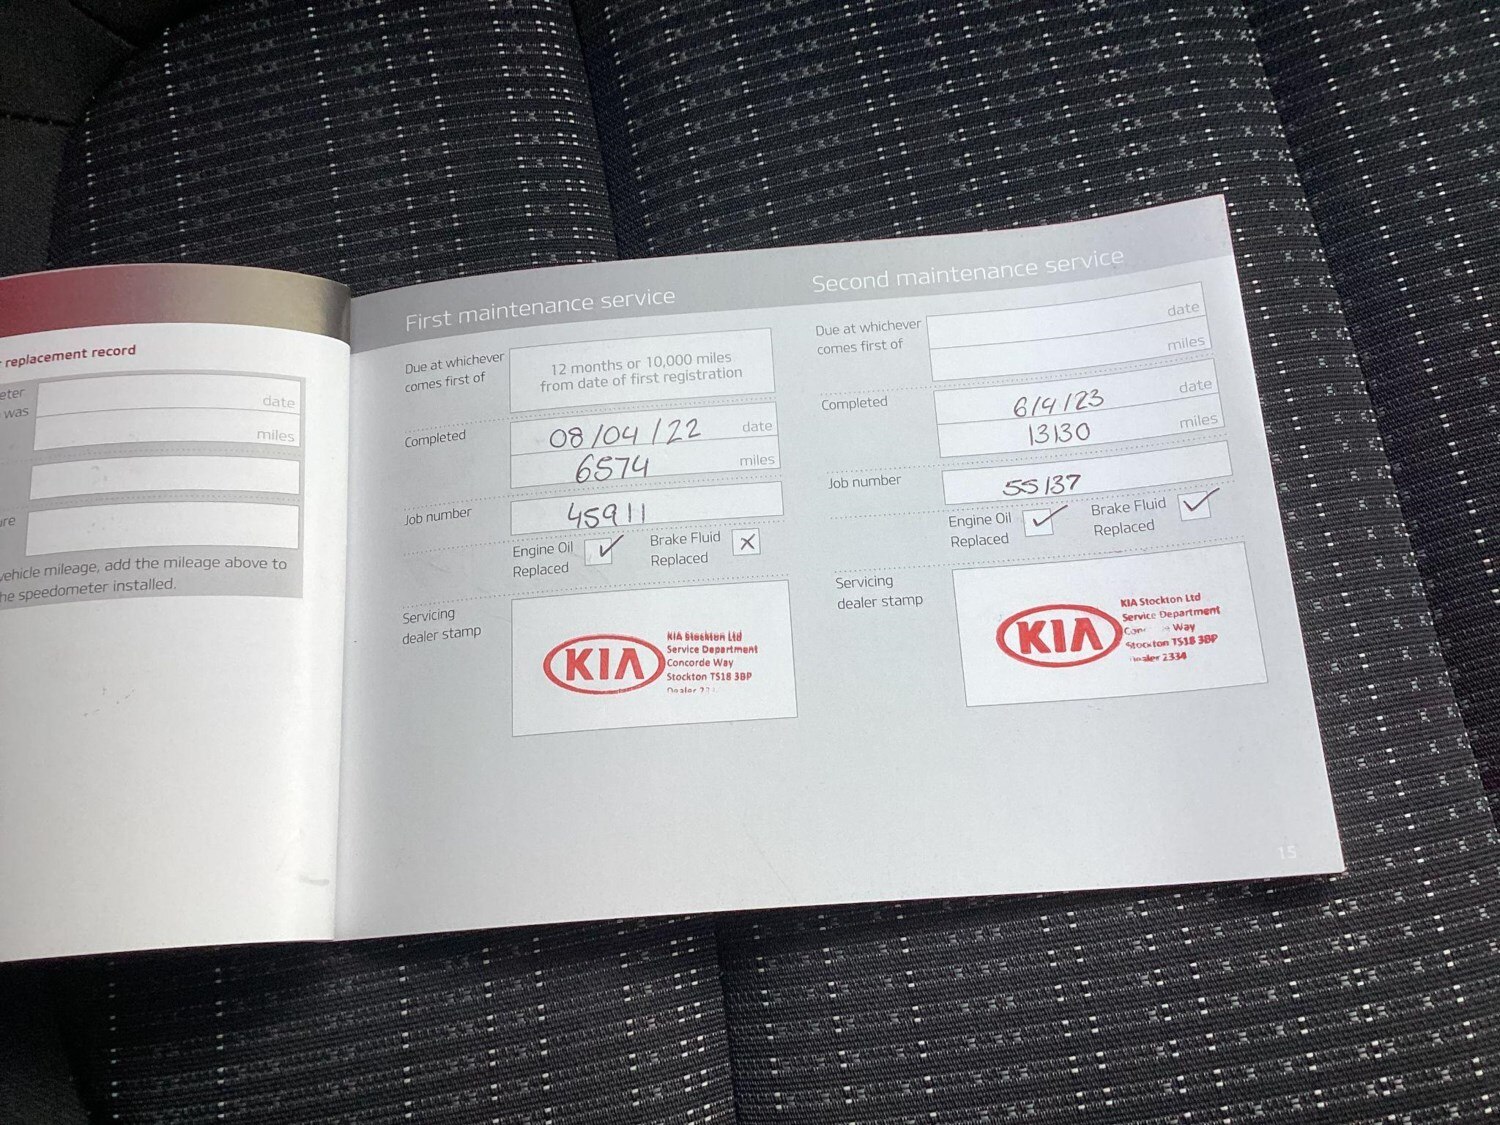 replacement record
eter
was
date
miles
ure
vehicle mileage, add the mileage above to
he speedometer installed.
First maintenance service
Due at whichever
comes first of
12 months or 10,000 miles
from date of first registration
Completed
08/04/22 date
6574 miles
Job number
45911
Engine Oil
Replaced
Brake Fluid
Replaced
Servicing
dealer stamp
KIA
KIA Stockton Ltd
Service Department
Concorde Way
Stockton TS18 3BP
Second maintenance service
Due at whichever
comes first of
date
miles
Completed
6/4/23 date
13130 miles
Job number
55137
Engine Oil
Replaced
Brake Fluid
Replaced
Servicing
dealer stamp
KIA
KIA Stockton Ltd
Service Department
Way
Stockton TS18 3BP
Dealer 2334
15